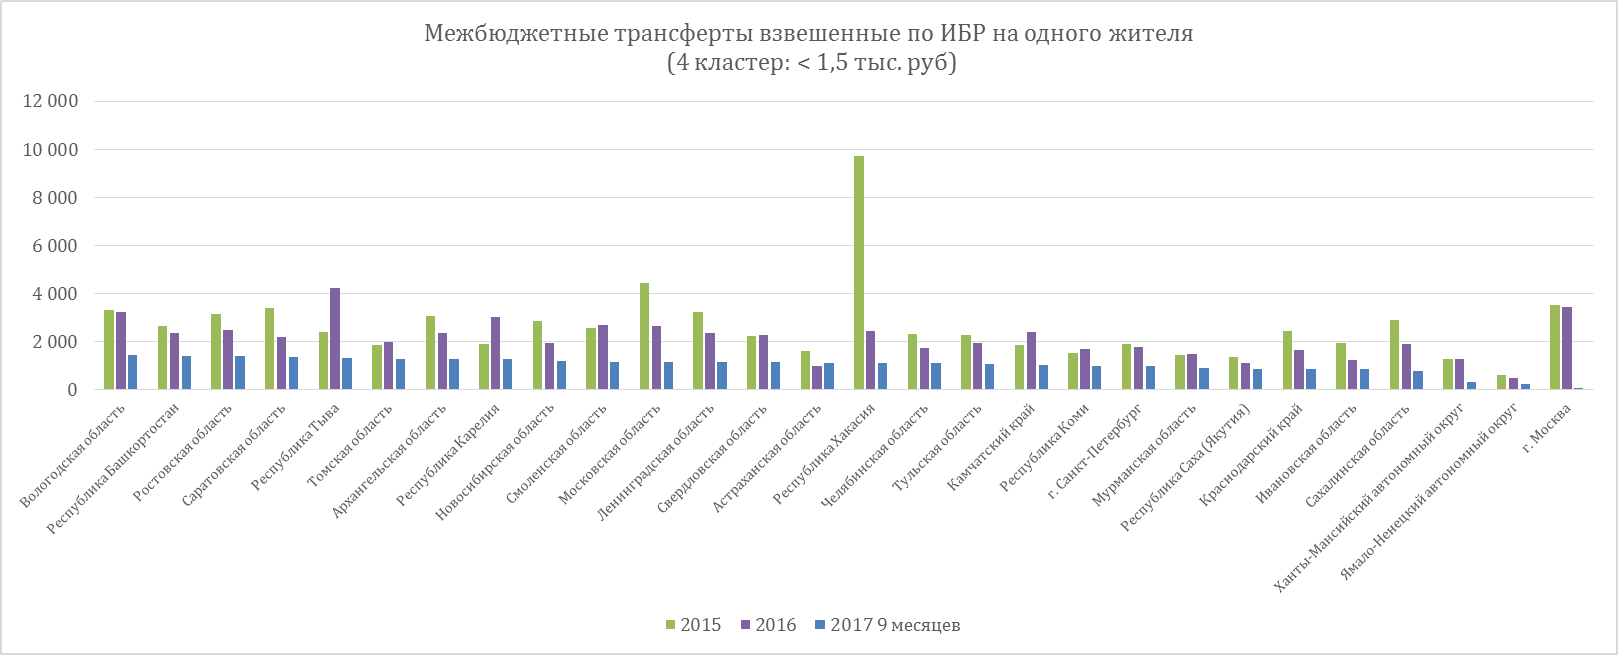 Межбюджетные трансферты взвешенные по ИБР на одного жителя
(4 кластер: < 1,5 тыс. руб)
12 000
10 000
8 000
6 000
4 000
2 000
0
Вологодская область
Республика Башкортостан
Ростовская область
Саратовская область
Республика Тыва
Томская область
Архангельская область
Республика Карелия
Новосибирская область
Смоленская область
Московская область
Ленинградская область
Свердловская область
Астраханская область
Республика Хакасия
Челябинская область
Тульская область
Камчатский край
Республика Коми
г. Санкт-Петербург
Мурманская область
Республика Саха (Якутия)
Краснодарский край
Ивановская область
Сахалинская область
Ханты-Мансийский автономный округ
Ямало-Ненецкий автономный округ
г. Москва
2015 2016 2017 9 месяцев